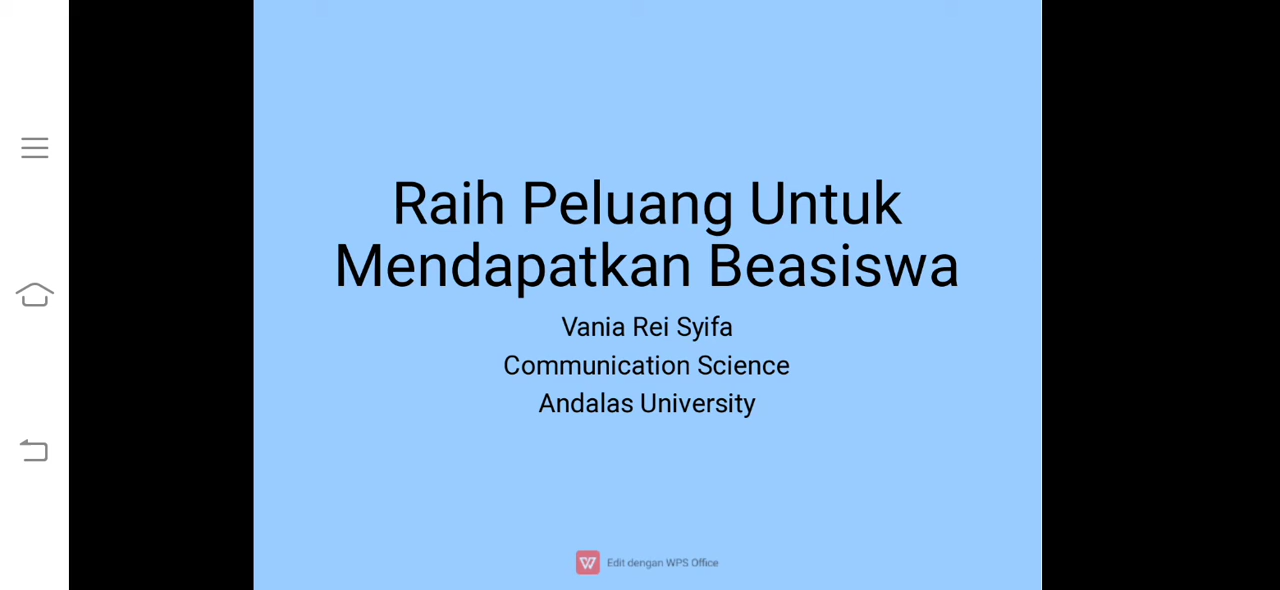 Raih Peluang Untuk
Mendapatkan Beasiswa
Vania Rei Syifa
Communication Science
Andalas University
Edit dengan WPS Office